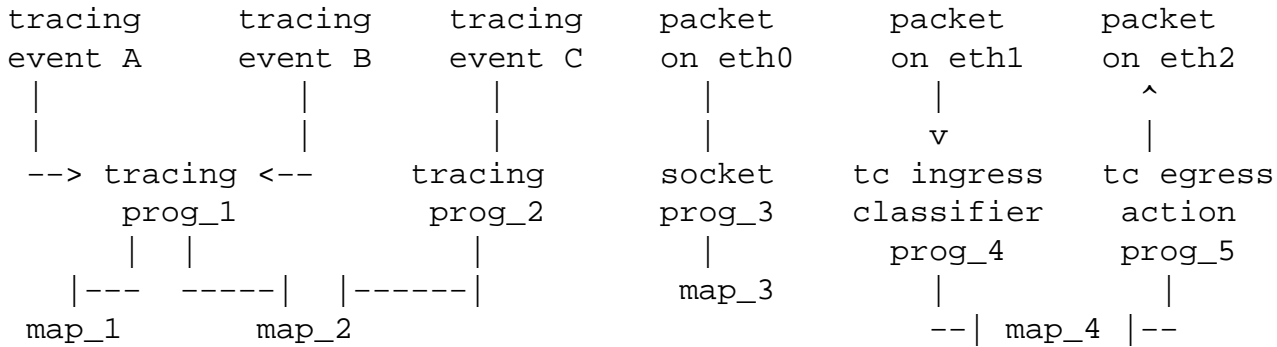 tracing     tracing    tracing    packet      packet     packet
event A     event B    event C    on eth0     on eth1    on eth2
 |             |         |          |           |          ^
 |             |         |          |           v          |
 --> tracing <--     tracing      socket    tc ingress   tc egress
      prog_1          prog_2      prog_3    classifier    action
      |  |              |           |         prog_4      prog_5
   |---  -----|  |------|          map_3        |           |
 map_1       map_2                              --| map_4 |--